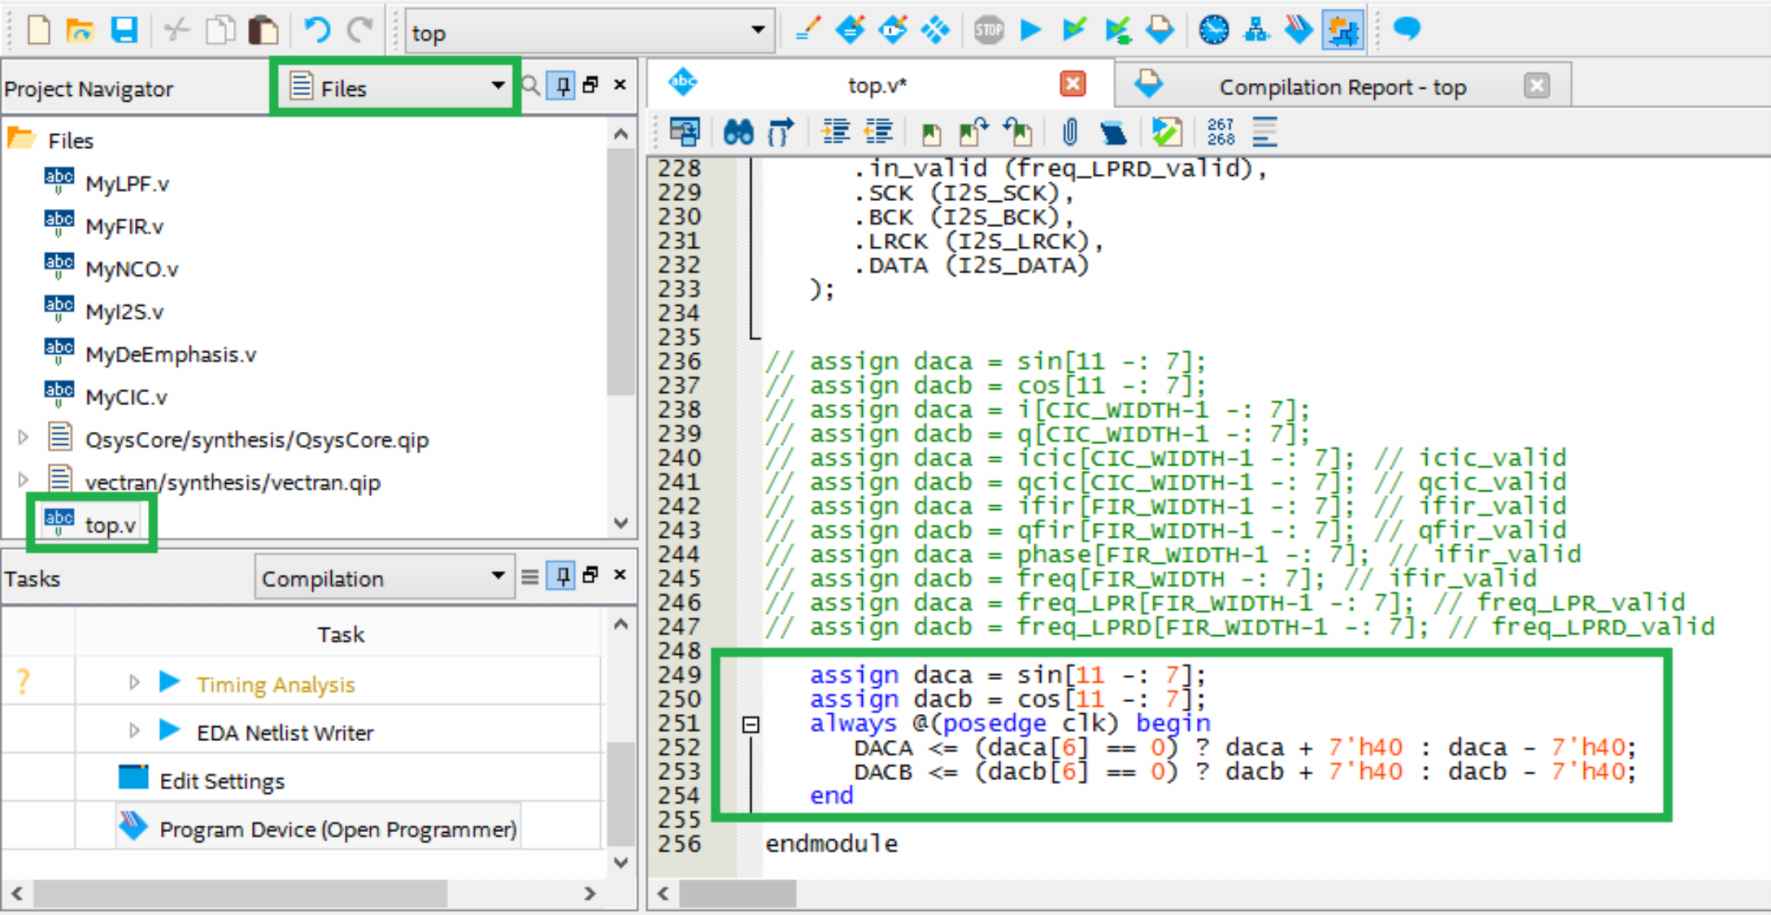 top
STOP
Project Navigator
Files
Files
abc MyLPF.v
abc MyFIR.v
abc MyNCO.v
abc MyI2S.v
abc MyDeEmphasis.v
abc MyCIC.v
QsysCore/synthesis/QsysCore.qip
vectran/synthesis/vectran.qip
abc top.v
Tasks
Compilation
Task
? Timing Analysis
EDA Netlist Writer
Edit Settings
Program Device (Open Programmer)
abc top.v*
Compilation Report - top
267
268
228 .in_valid (freq_LPRD_valid),
229 .SCK (I2S_SCK),
230 .BCK (I2S_BCK),
231 .LRCK (I2S_LRCK),
232 .DATA (I2S_DATA)
233 );
234
235
236 // assign daca = sin[11 -: 7];
237 // assign dacb = cos[11 -: 7];
238 // assign daca = i[CIC_WIDTH-1 -: 7];
239 // assign dacb = q[CIC_WIDTH-1 -: 7];
240 // assign daca = icic[CIC_WIDTH-1 -: 7]; // icic_valid
241 // assign dacb = qcic[CIC_WIDTH-1 -: 7]; // qcic_valid
242 // assign daca = ifir[FIR_WIDTH-1 -: 7]; // ifir_valid
243 // assign dacb = qfir[FIR_WIDTH-1 -: 7]; // qfir_valid
244 // assign daca = phase[FIR_WIDTH-1 -: 7]; // ifir_valid
245 // assign dacb = freq[FIR_WIDTH -: 7]; // ifir_valid
246 // assign daca = freq_LPR[FIR_WIDTH-1 -: 7]; // freq_LPR_valid
247 // assign dacb = freq_LPRD[FIR_WIDTH-1 -: 7]; // freq_LPRD_valid
248
249 assign daca = sin[11 -: 7];
250 assign dacb = cos[11 -: 7];
251 always @(posedge clk) begin
252 DACA <= (daca[6] == 0) ? daca + 7'h40 : daca - 7'h40;
253 DACB <= (dacb[6] == 0) ? dacb + 7'h40 : dacb - 7'h40;
254 end
255
256 endmodule